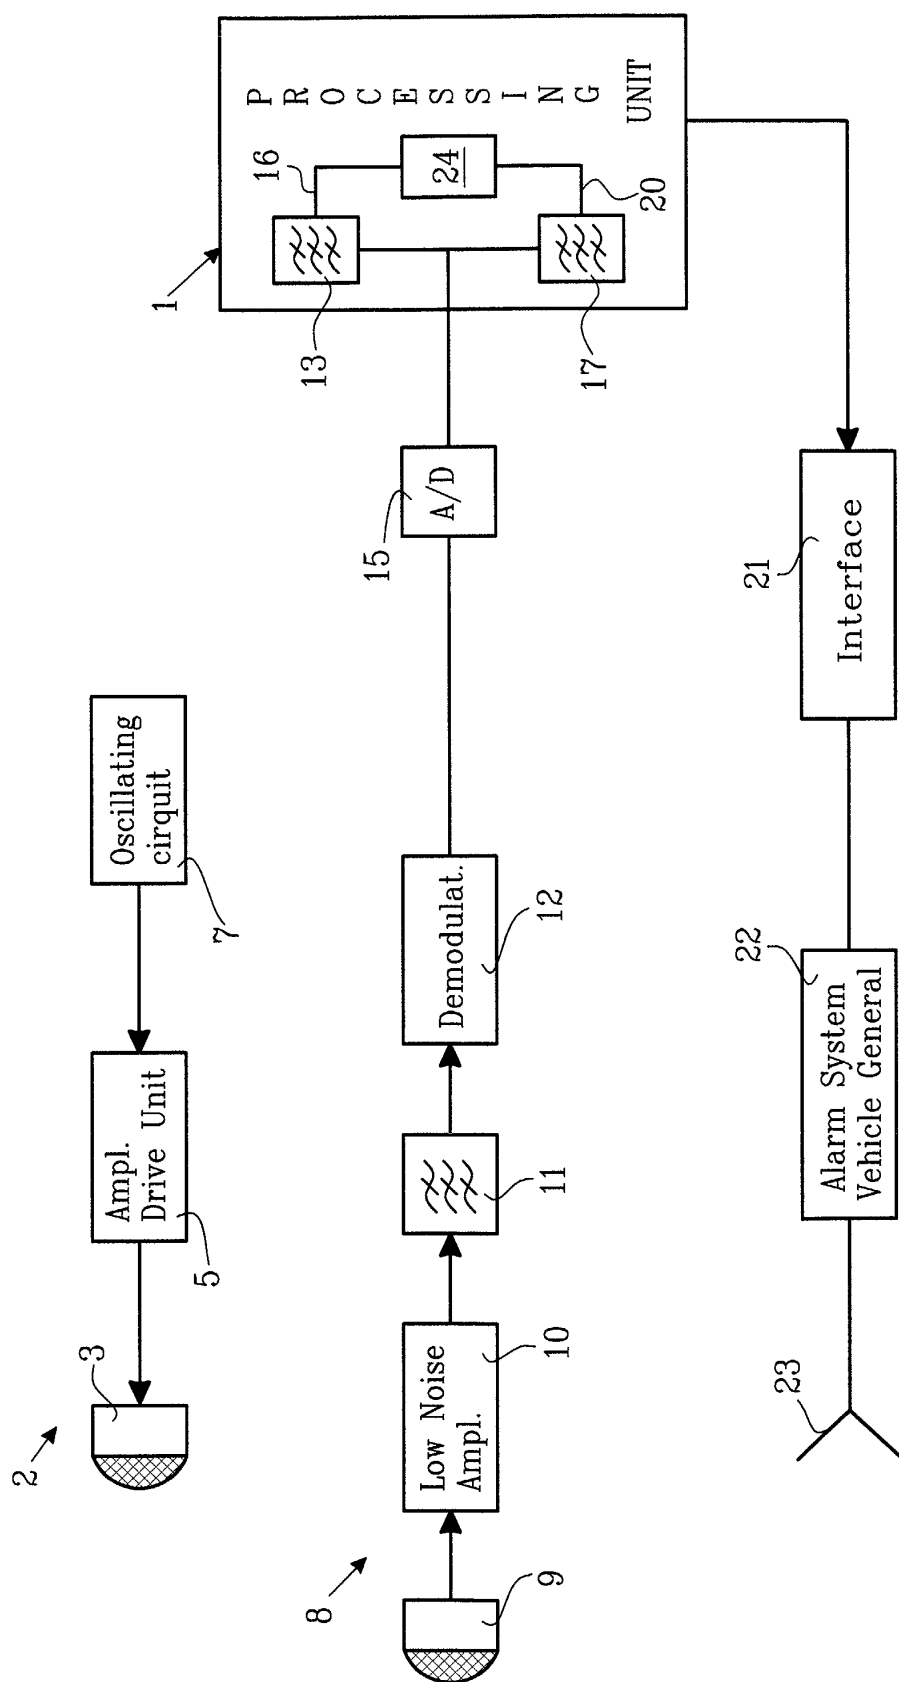 2
3
Ampl.
Drive Unit
5
Oscillating
cirquit
7
8
9
Low Noise
Ampl.
10
11
Demodulat.
12
15
A/D
1
13
16
24
17
20
P
R
O
C
E
S
S
I
N
G
UNIT
23
22
Alarm System
Vehicle General
21
Interface